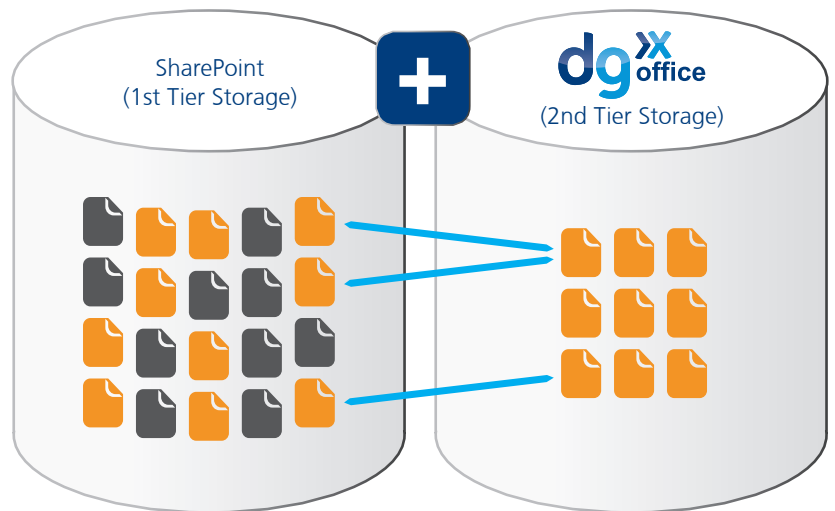 SharePoint
(1st Tier Storage)
+
dg office
(2nd Tier Storage)